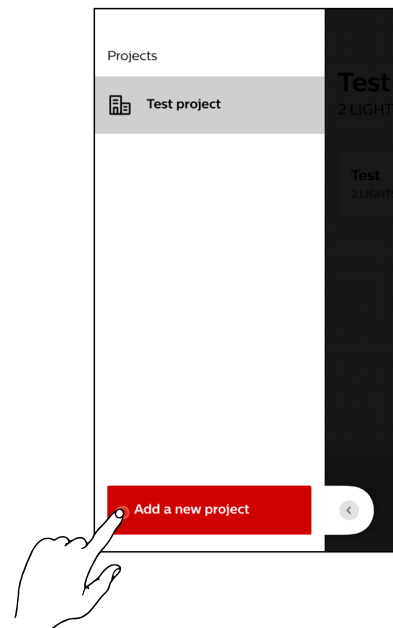 Projects
Test project
Test
2 LIGHT
Test
2 LIGHTS
Add a new project